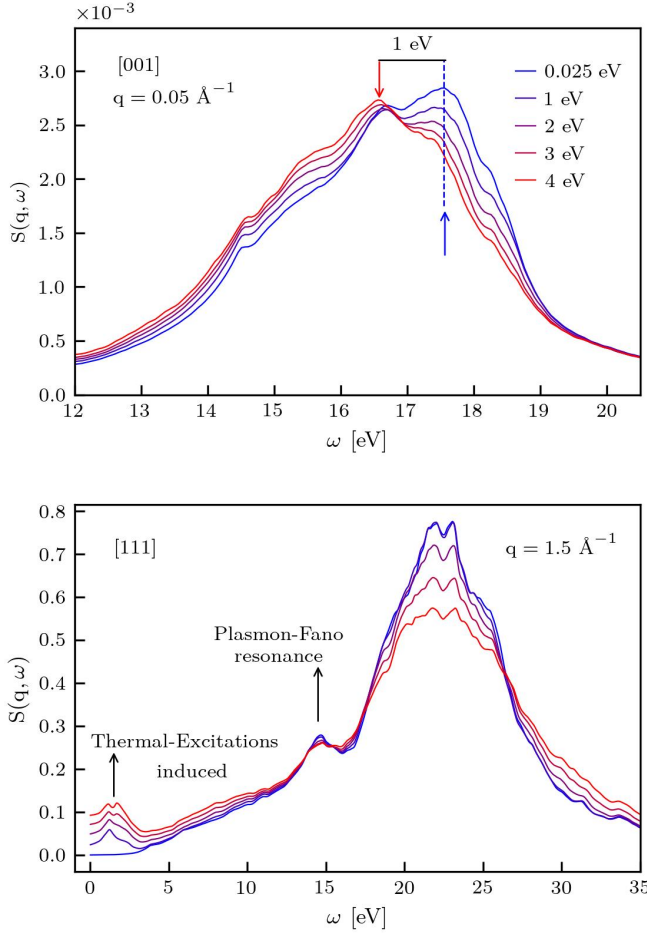 ×10⁻³
3.0
2.5
2.0
1.5
1.0
0.5
0.0
S(q, ω)
[001]
q = 0.05 Å⁻¹
1 eV
0.025 eV
1 eV
2 eV
3 eV
4 eV
12 13 14 15 16 17 18 19 20
ω [eV]
0.8
0.7
0.6
0.5
0.4
0.3
0.2
0.1
0.0
S(q, ω)
[111]
q = 1.5 Å⁻¹
Plasmon-Fano
resonance
Thermal-Excitations
induced
0 5 10 15 20 25 30 35
ω [eV]